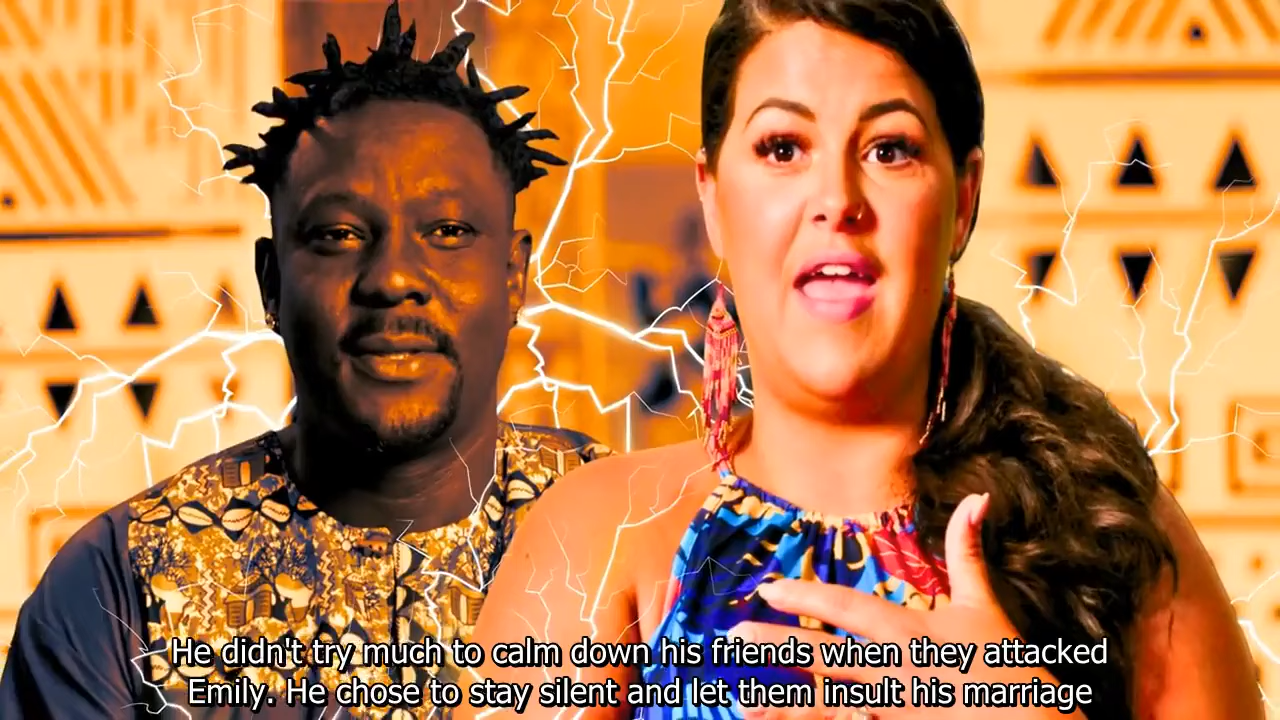 He didn't try much to calm down his friends when they attacked
Emily. He chose to stay silent and let them insult his marriage